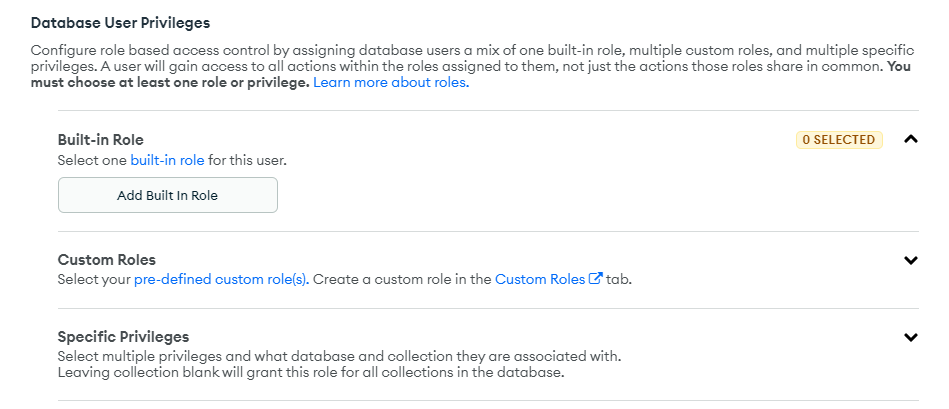 Database User Privileges
Configure role based access control by assigning database users a mix of one built-in role, multiple custom roles, and multiple specific
privileges. A user will gain access to all actions within the roles assigned to them, not just the actions those roles share in common. You
must choose at least one role or privilege. Learn more about roles.
Built-in Role
0 SELECTED
Select one built-in role for this user.
Add Built In Role
Custom Roles
Select your pre-defined custom role(s). Create a custom role in the Custom Roles tab.
Specific Privileges
Select multiple privileges and what database and collection they are associated with.
Leaving collection blank will grant this role for all collections in the database.